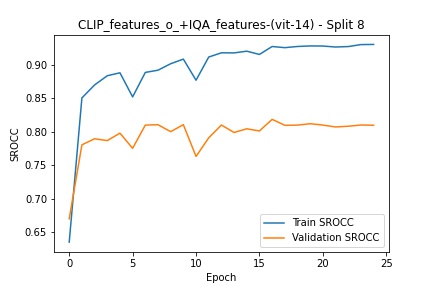 CLIP_features_o_+IQA_features-(vit-14) - Split 8
0.90
0.85
0.80
0.75
0.70
0.65
SROCC
Train SROCC
Validation SROCC
0 5 10 15 20 25
Epoch